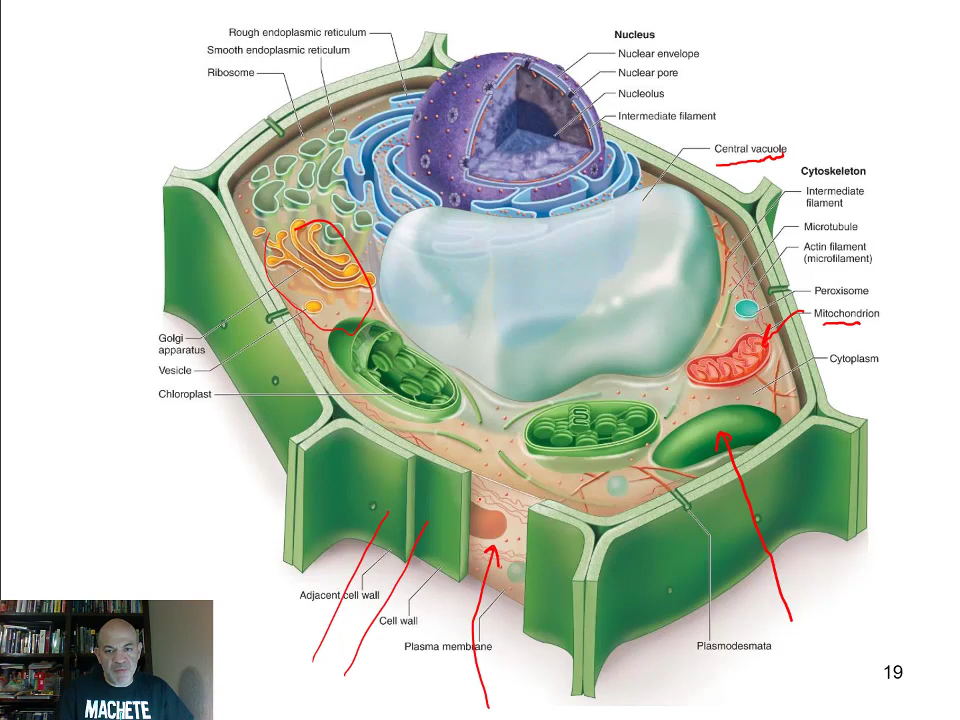 Rough endoplasmic reticulum
Smooth endoplasmic reticulum
Ribosome
Nucleus
Nuclear envelope
Nuclear pore
Nucleolus
Intermediate filament
Central vacuole
Cytoskeleton
Intermediate
filament
Microtubule
Actin filament
(microfilament)
Peroxisome
Mitochondrion
Cytoplasm
Golgi
apparatus
Vesicle
Chloroplast
Adjacent cell wall
Cell wall
Plasma membrane
Plasmodesmata
19
MACHETE